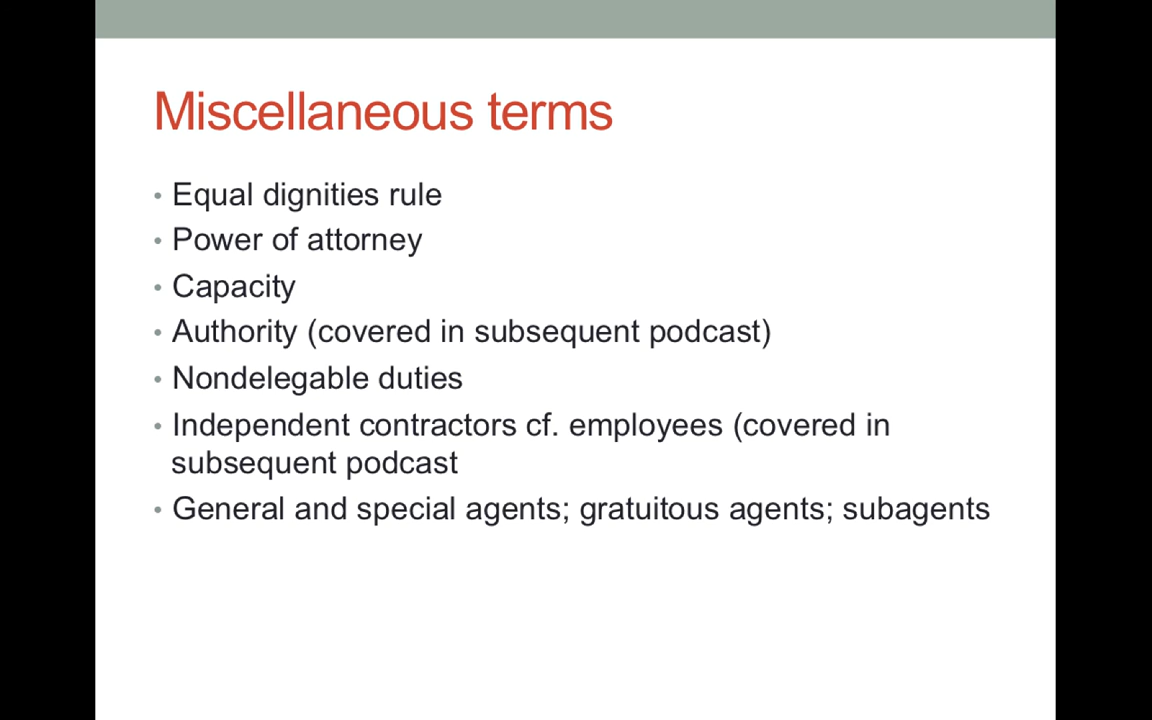 Miscellaneous terms
• Equal dignities rule
• Power of attorney
• Capacity
• Authority (covered in subsequent podcast)
• Nondelegable duties
• Independent contractors cf. employees (covered in
subsequent podcast
• General and special agents; gratuitous agents; subagents